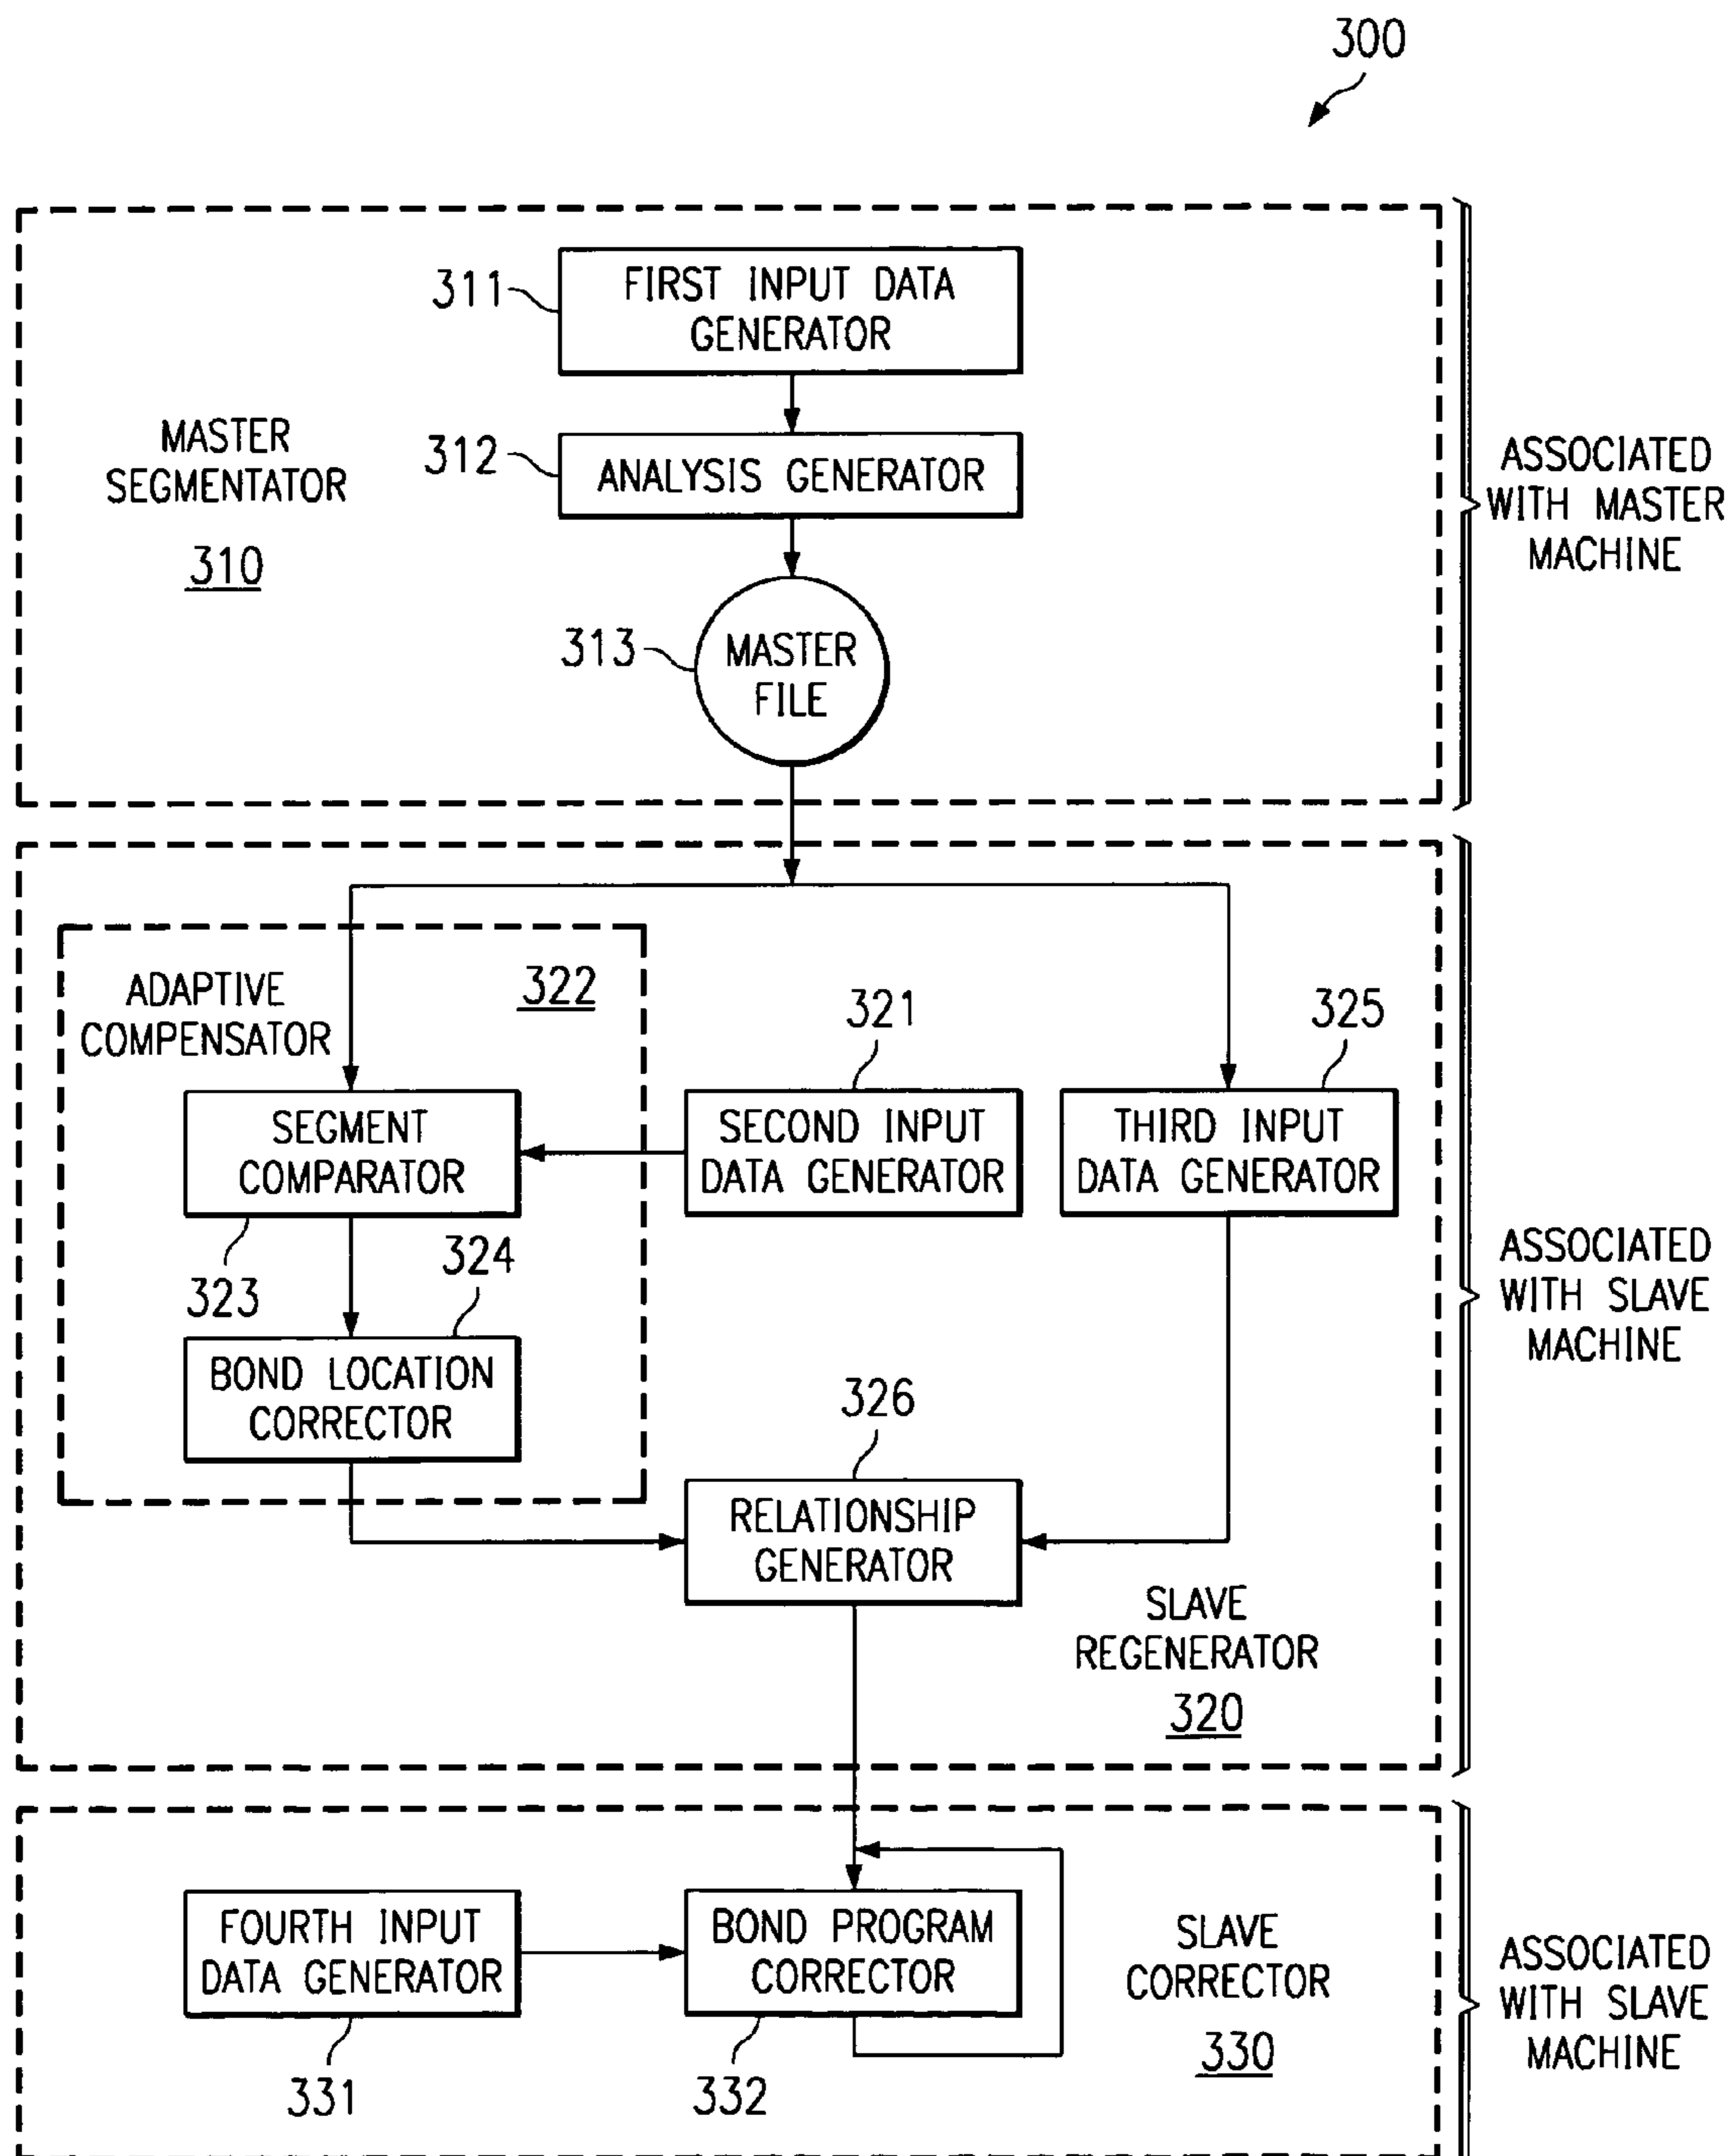 300
FIRST INPUT DATA
GENERATOR
311
MASTER
SEGMENTATOR
310
312
ANALYSIS GENERATOR
313
MASTER
FILE
ASSOCIATED
WITH MASTER
MACHINE
ADAPTIVE
COMPENSATOR
322
321
325
SEGMENT
COMPARATOR
SECOND INPUT
DATA GENERATOR
THIRD INPUT
DATA GENERATOR
323
324
BOND LOCATION
CORRECTOR
326
RELATIONSHIP
GENERATOR
SLAVE
REGENERATOR
320
ASSOCIATED
WITH SLAVE
MACHINE
FOURTH INPUT
DATA GENERATOR
331
BOND PROGRAM
CORRECTOR
332
SLAVE
CORRECTOR
330
ASSOCIATED
WITH SLAVE
MACHINE